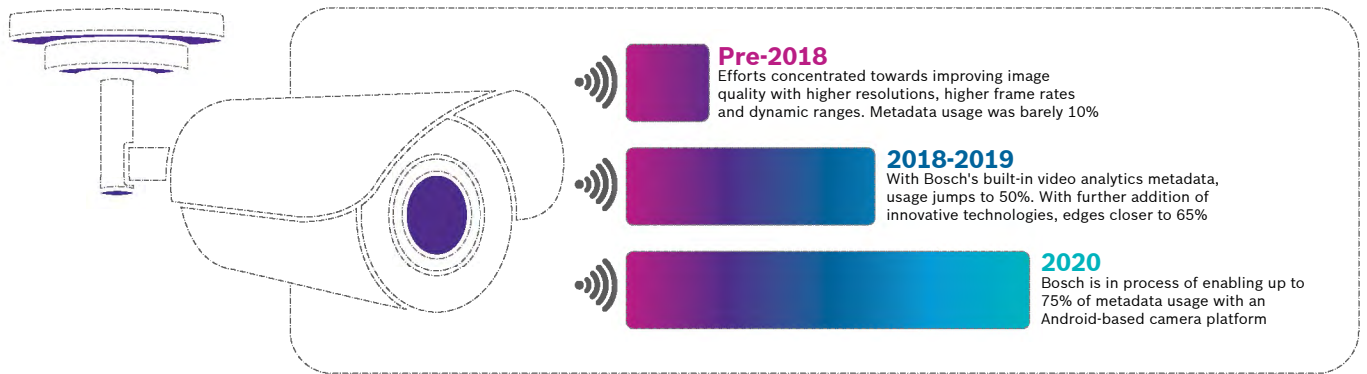 Pre-2018
Efforts concentrated towards improving image
quality with higher resolutions, higher frame rates
and dynamic ranges. Metadata usage was barely 10%
2018-2019
With Bosch's built-in video analytics metadata,
usage jumps to 50%. With further addition of
innovative technologies, edges closer to 65%
2020
Bosch is in process of enabling up to
75% of metadata usage with an
Android-based camera platform